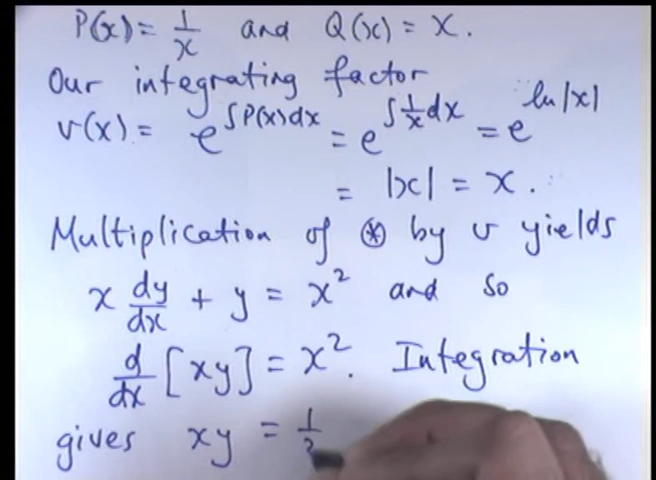 P(x) = 1/x and Q(x) = x.
Our integrating factor
v(x) = e^{∫P(x)dx} = e^{∫1/x dx} = e^{ln|x|}
= |x| = x.
Multiplication of ⊛ by v yields
x dy/dx + y = x² and so
d/dx [xy] = x². Integration
gives xy = 1/